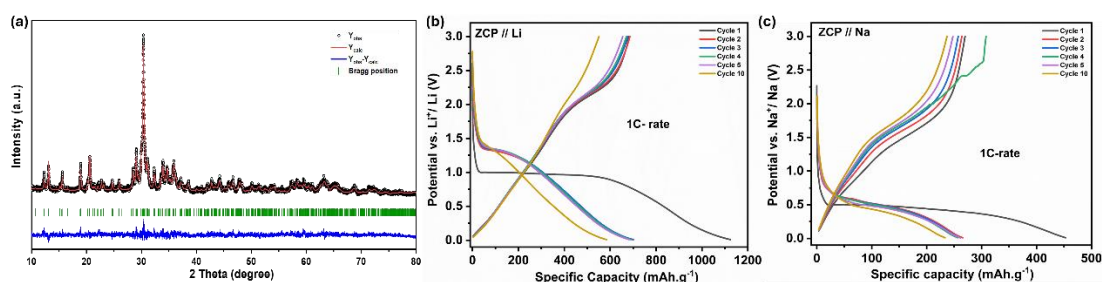 (a)
Y_obs
Y_calc
Y_obs-Y_calc
Bragg position
Intensity (a.u.)
10 20 30 40 50 60 70 80
2 Theta (degree)
(b)
ZCP // Li
Cycle 1
Cycle 2
Cycle 3
Cycle 4
Cycle 5
Cycle 10
1C- rate
Potential vs. Li⁺/ Li (V)
3.0
2.5
2.0
1.5
1.0
0.5
0.0
0 200 400 600 800 1000 1200
Specific Capacity (mAh.g⁻¹)
(c)
ZCP // Na
Cycle 1
Cycle 2
Cycle 3
Cycle 4
Cycle 5
Cycle 10
1C-rate
Potential vs. Na⁺/ Na (V)
3.0
2.5
2.0
1.5
1.0
0.5
0.0
0 100 200 300 400 500
Specific capacity (mAh.g⁻¹)